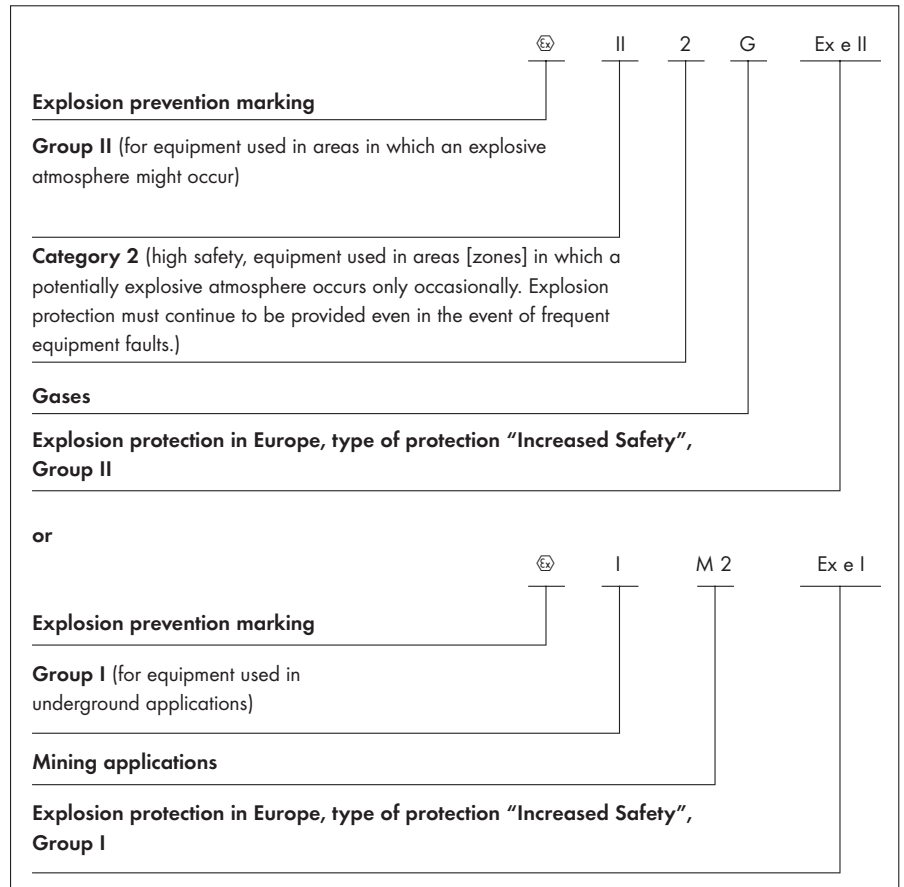 Ex II 2 G Ex e II
Explosion prevention marking
Group II (for equipment used in areas in which an explosive
atmosphere might occur)
Category 2 (high safety, equipment used in areas [zones] in which a
potentially explosive atmosphere occurs only occasionally. Explosion
protection must continue to be provided even in the event of frequent
equipment faults.)
Gases
Explosion protection in Europe, type of protection “Increased Safety”,
Group II
or
Ex I M 2 Ex e I
Explosion prevention marking
Group I (for equipment used in
underground applications)
Mining applications
Explosion protection in Europe, type of protection “Increased Safety”,
Group I